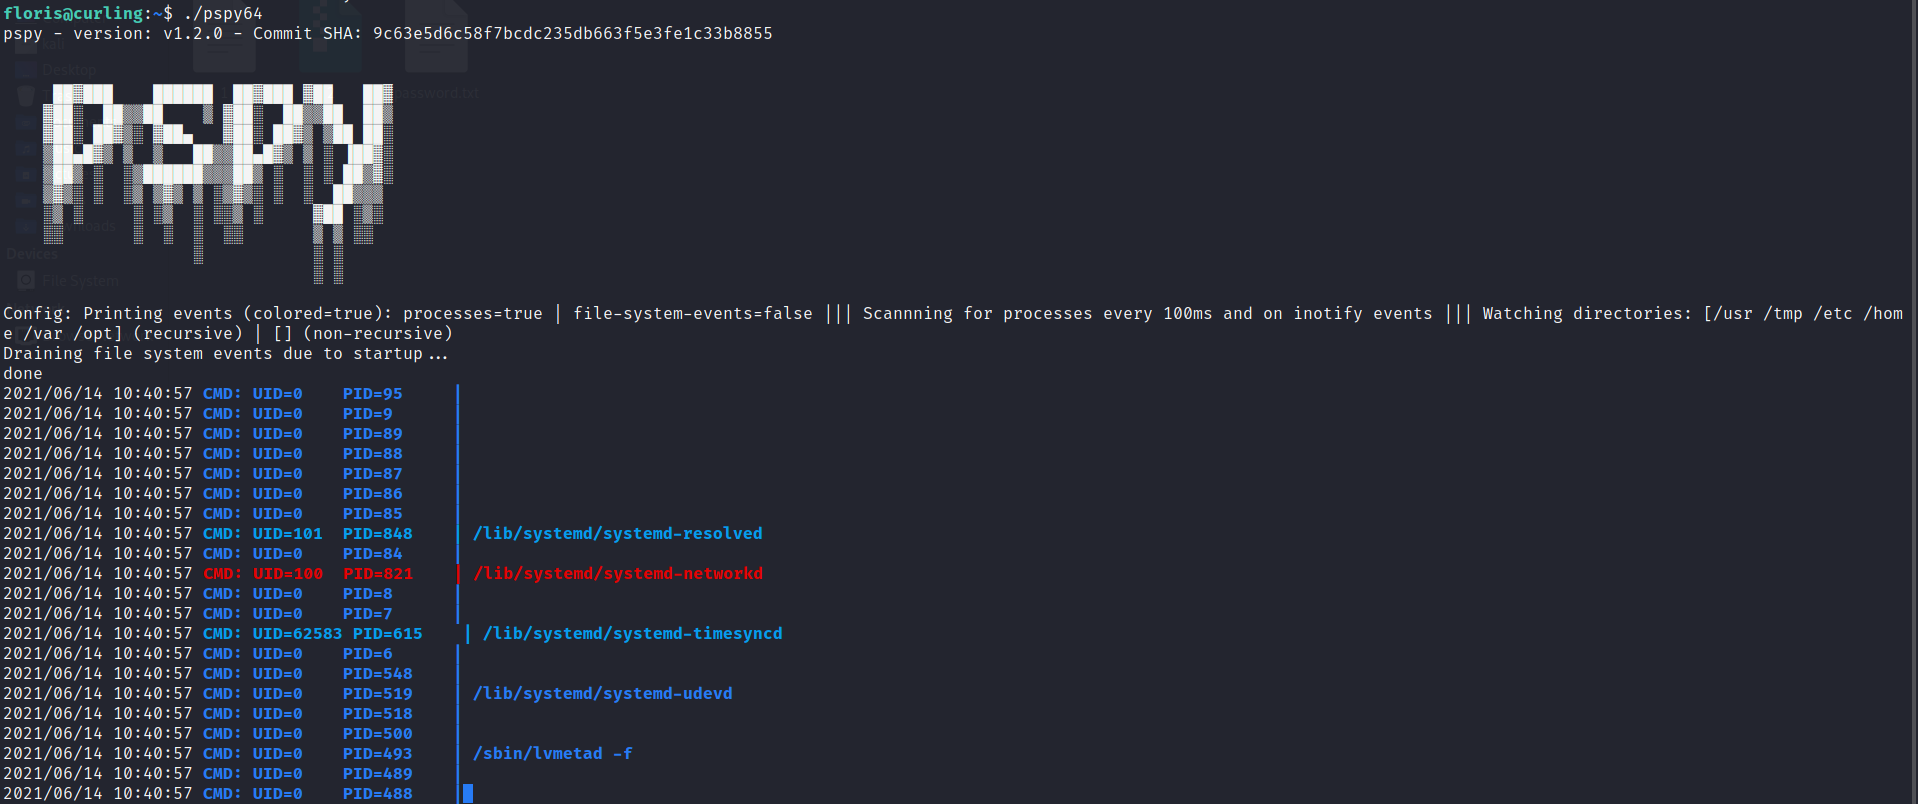 floris@curling:~$ ./pspy64
pspy - version: v1.2.0 - Commit SHA: 9c63e5d6c58f7bcdc235db663f5e3fe1c33b8855
Desktop
password.txt
Devices
File System
Config: Printing events (colored=true): processes=true | file-system-events=false ||| Scannning for processes every 100ms and on inotify events ||| Watching directories: [/usr /tmp /etc /hom
e /var /opt] (recursive) | [] (non-recursive)
Draining file system events due to startup...
done
2021/06/14 10:40:57 CMD: UID=0    PID=95     |
2021/06/14 10:40:57 CMD: UID=0    PID=9      |
2021/06/14 10:40:57 CMD: UID=0    PID=89     |
2021/06/14 10:40:57 CMD: UID=0    PID=88     |
2021/06/14 10:40:57 CMD: UID=0    PID=87     |
2021/06/14 10:40:57 CMD: UID=0    PID=86     |
2021/06/14 10:40:57 CMD: UID=0    PID=85     |
2021/06/14 10:40:57 CMD: UID=101  PID=848    | /lib/systemd/systemd-resolved
2021/06/14 10:40:57 CMD: UID=0    PID=84     |
2021/06/14 10:40:57 CMD: UID=100  PID=821    | /lib/systemd/systemd-networkd
2021/06/14 10:40:57 CMD: UID=0    PID=8      |
2021/06/14 10:40:57 CMD: UID=0    PID=7      |
2021/06/14 10:40:57 CMD: UID=62583 PID=615    | /lib/systemd/systemd-timesyncd
2021/06/14 10:40:57 CMD: UID=0    PID=6      |
2021/06/14 10:40:57 CMD: UID=0    PID=548    |
2021/06/14 10:40:57 CMD: UID=0    PID=519    | /lib/systemd/systemd-udevd
2021/06/14 10:40:57 CMD: UID=0    PID=518    |
2021/06/14 10:40:57 CMD: UID=0    PID=500    |
2021/06/14 10:40:57 CMD: UID=0    PID=493    | /sbin/lvmetad -f
2021/06/14 10:40:57 CMD: UID=0    PID=489    |
2021/06/14 10:40:57 CMD: UID=0    PID=488    |